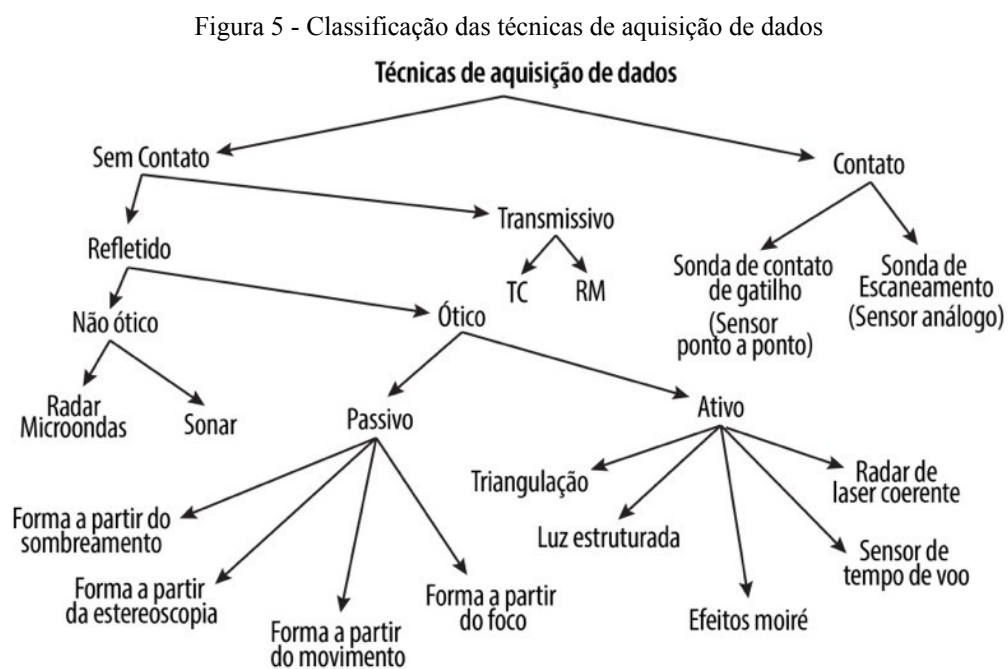 Figura 5 - Classificação das técnicas de aquisição de dados
Técnicas de aquisição de dados
Sem Contato
Contato
Transmissivo
Refletido
TC
RM
Sonda de contato
de gatilho
(Sensor
ponto a ponto)
Sonda de
Escaneamento
(Sensor análogo)
Não ótico
Ótico
Radar
Microondas
Sonar
Passivo
Ativo
Triangulação
Radar de
laser coerente
Forma a partir do
sombreamento
Luz estruturada
Sensor de
tempo de voo
Forma a partir
da estereoscopia
Forma a partir
do foco
Efeitos moiré
Forma a partir
do movimento